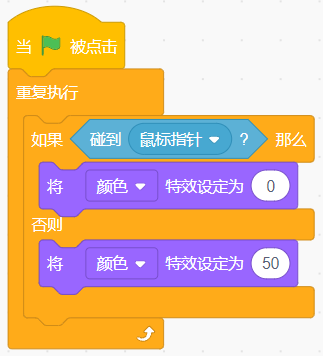 当 被点击
重复执行
如果 碰到 鼠标指针 ? 那么
将 颜色 特效设定为 0
否则
将 颜色 特效设定为 50